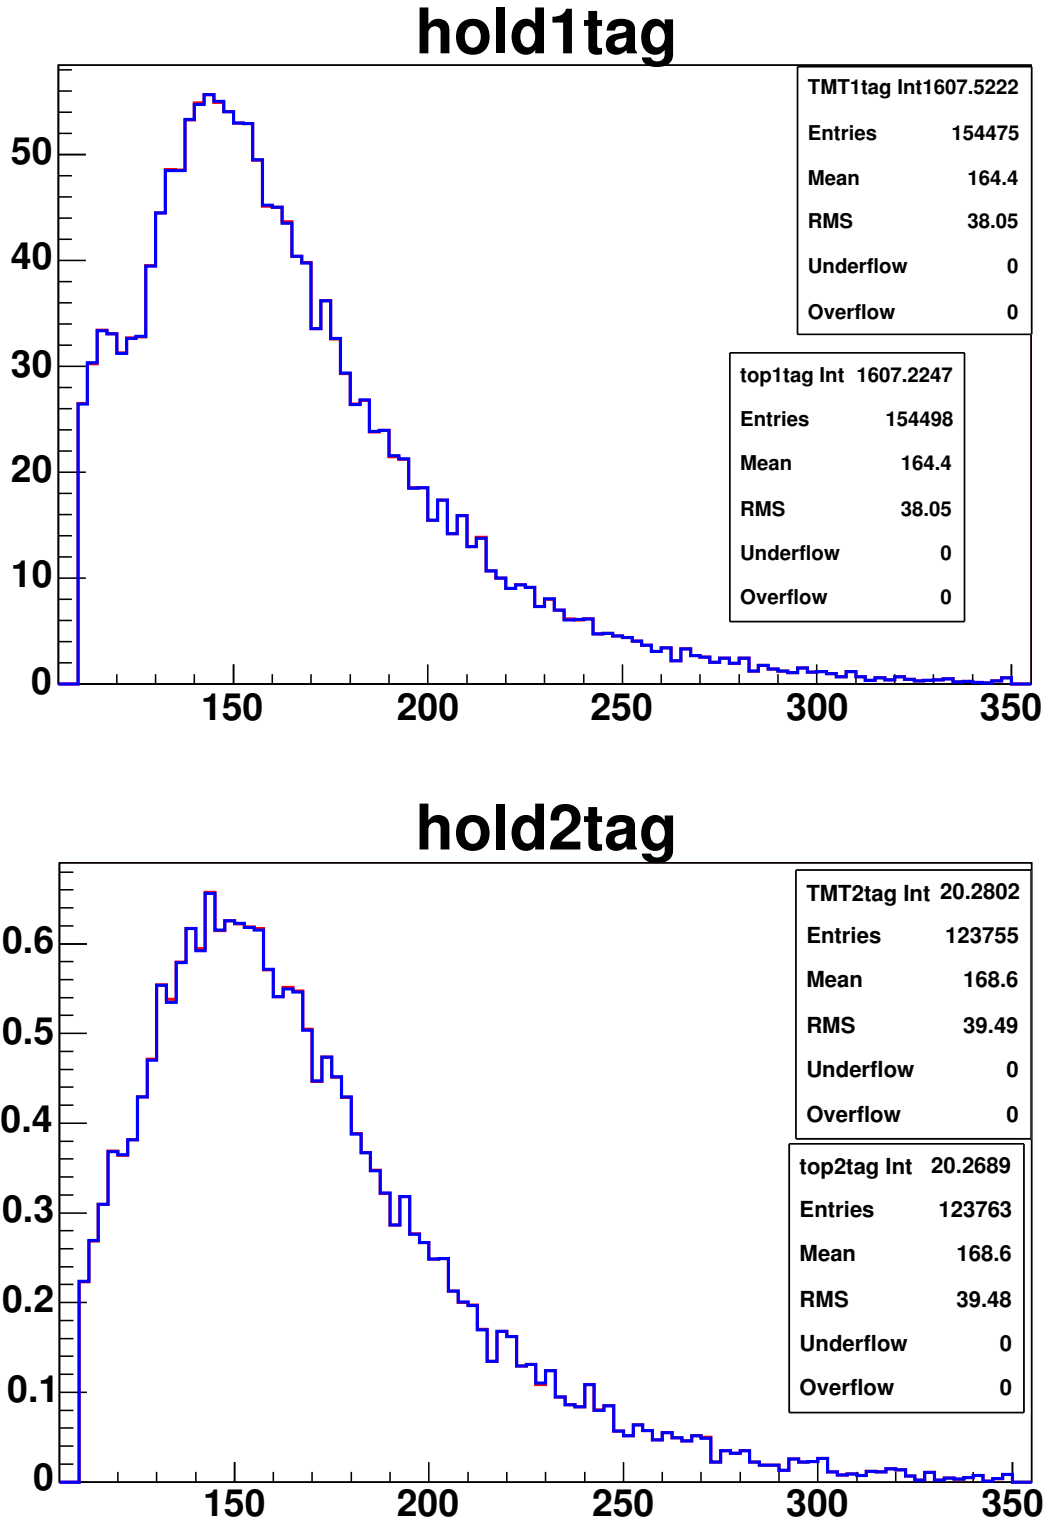 hold1tag
TMT1tag Int1607.5222
Entries 154475
Mean 164.4
RMS 38.05
Underflow 0
Overflow 0
top1tag Int 1607.2247
Entries 154498
Mean 164.4
RMS 38.05
Underflow 0
Overflow 0
50
40
30
20
10
0
150 200 250 300 350
hold2tag
TMT2tag Int 20.2802
Entries 123755
Mean 168.6
RMS 39.49
Underflow 0
Overflow 0
top2tag Int 20.2689
Entries 123763
Mean 168.6
RMS 39.48
Underflow 0
Overflow 0
0.6
0.5
0.4
0.3
0.2
0.1
0
150 200 250 300 350